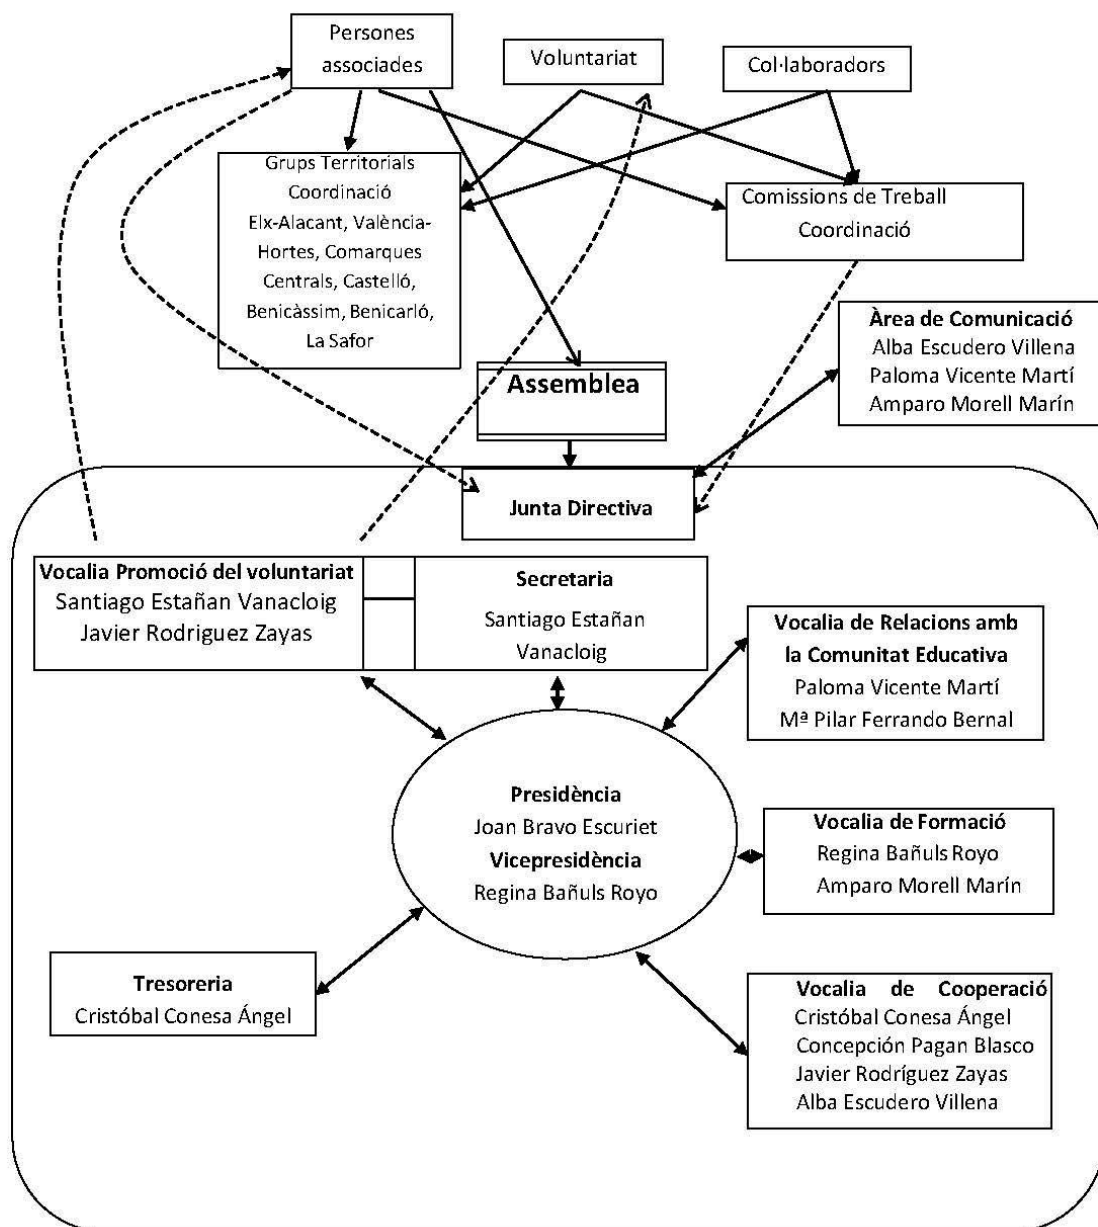 Persones
associades
Voluntariat
Col·laboradors
Grups Territorials
Coordinació
Elx-Alacant, València-
Hortes, Comarques
Centrals, Castelló,
Benicàssim, Benicarló,
La Safor
Comissions de Treball
Coordinació
Àrea de Comunicació
Alba Escudero Villena
Paloma Vicente Martí
Amparo Morell Marín
Assemblea
Junta Directiva
Vocalia Promoció del voluntariat
Santiago Estañan Vanacloig
Javier Rodriguez Zayas
Secretaria
Santiago Estañan
Vanacloig
Vocalia de Relacions amb
la Comunitat Educativa
Paloma Vicente Martí
Mª Pilar Ferrando Bernal
Presidència
Joan Bravo Escuriet
Vicepresidència
Regina Bañuls Royo
Vocalia de Formació
Regina Bañuls Royo
Amparo Morell Marín
Tresoreria
Cristóbal Conesa Ángel
Vocalia de Cooperació
Cristóbal Conesa Ángel
Concepción Pagan Blasco
Javier Rodríguez Zayas
Alba Escudero Villena